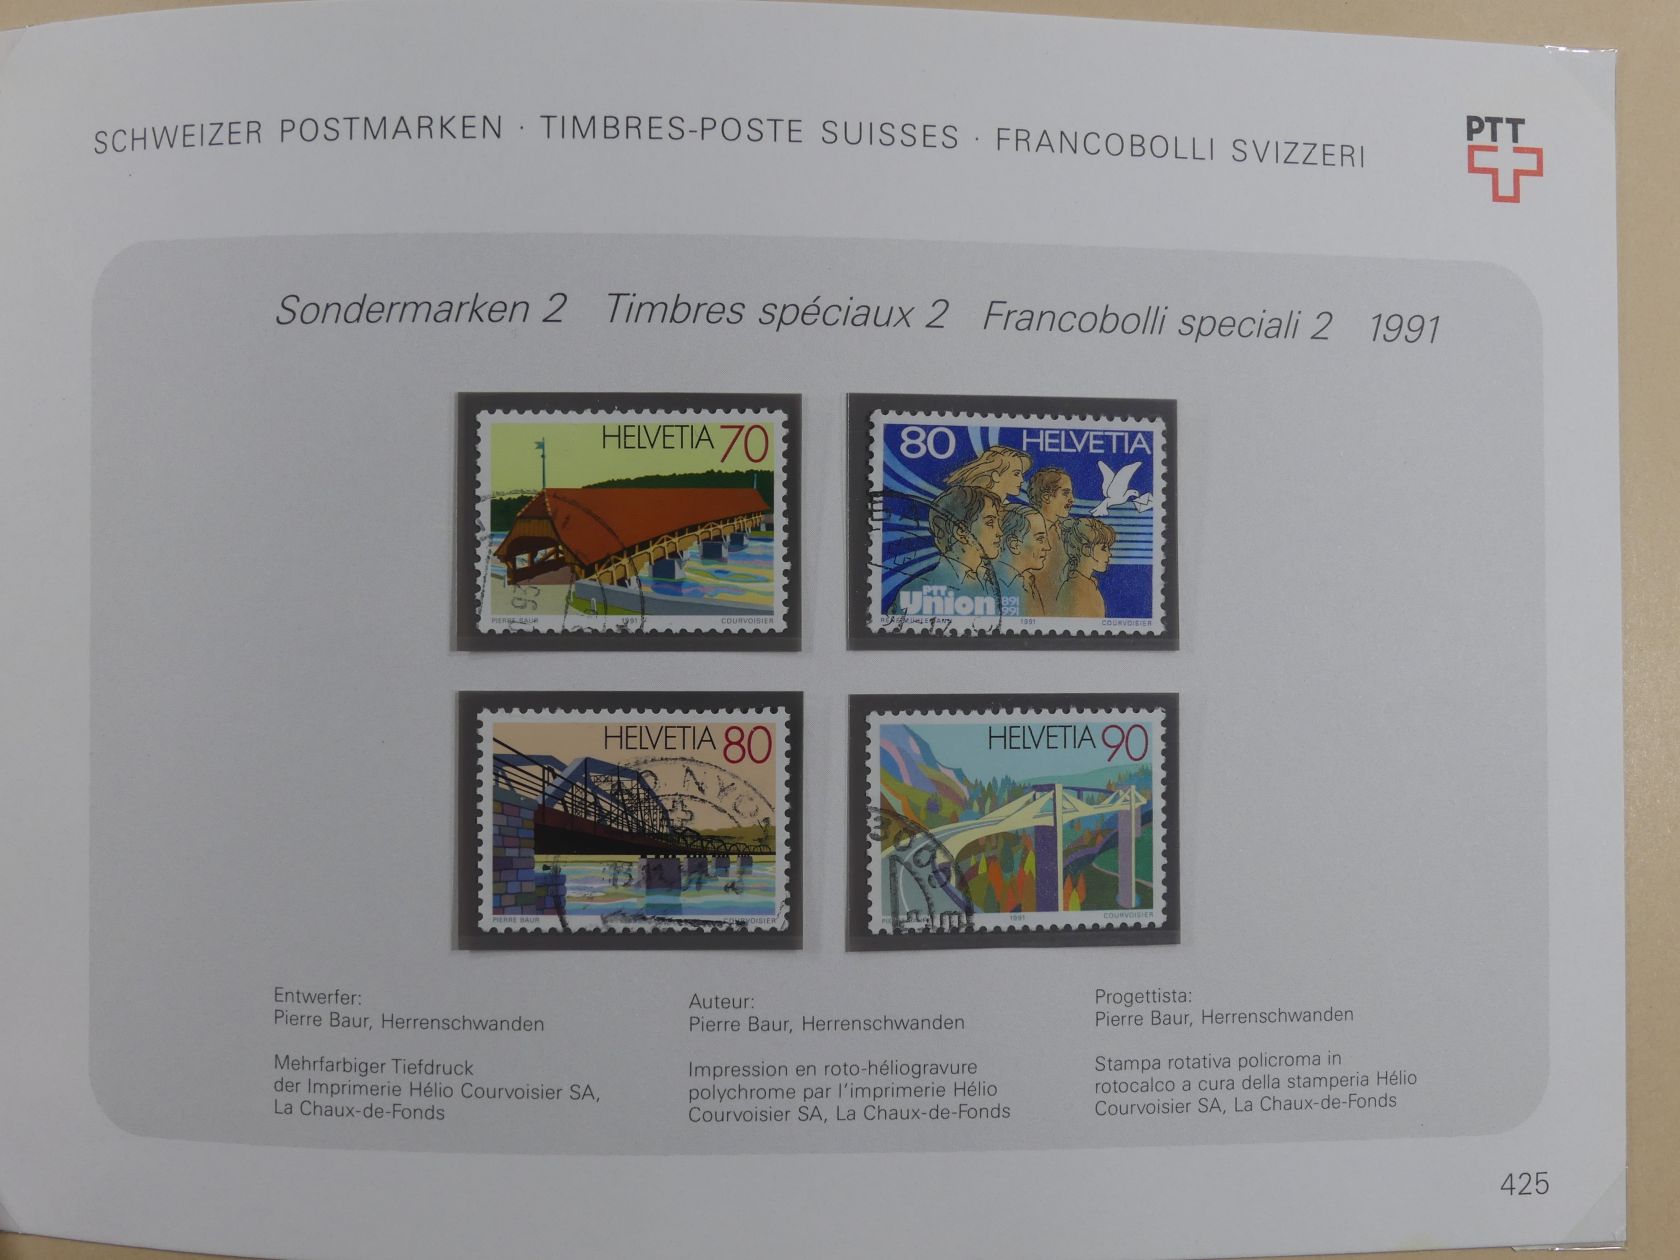 SCHWEIZER POSTMARKEN · TIMBRES-POSTE SUISSES · FRANCOBOLLI SVIZZERI
PTT
Sondermarken 2 Timbres spéciaux 2 Francobolli speciali 2 1991
HELVETIA 70
PIERRE BAUR 1991 COURVOISIER
80 HELVETIA
PTT
Union 1891
1991
1991 COURVOISIER
HELVETIA 80
PIERRE BAUR COURVOISIER
HELVETIA 90
1991 COURVOISIER
Entwerfer:
Pierre Baur, Herrenschwanden
Mehrfarbiger Tiefdruck
der Imprimerie Hélio Courvoisier SA,
La Chaux-de-Fonds
Auteur:
Pierre Baur, Herrenschwanden
Impression en roto-héliogravure
polychrome par l'imprimerie Hélio
Courvoisier SA, La Chaux-de-Fonds
Progettista:
Pierre Baur, Herrenschwanden
Stampa rotativa policroma in
rotocalco a cura della stamperia Hélio
Courvoisier SA, La Chaux-de-Fonds
425